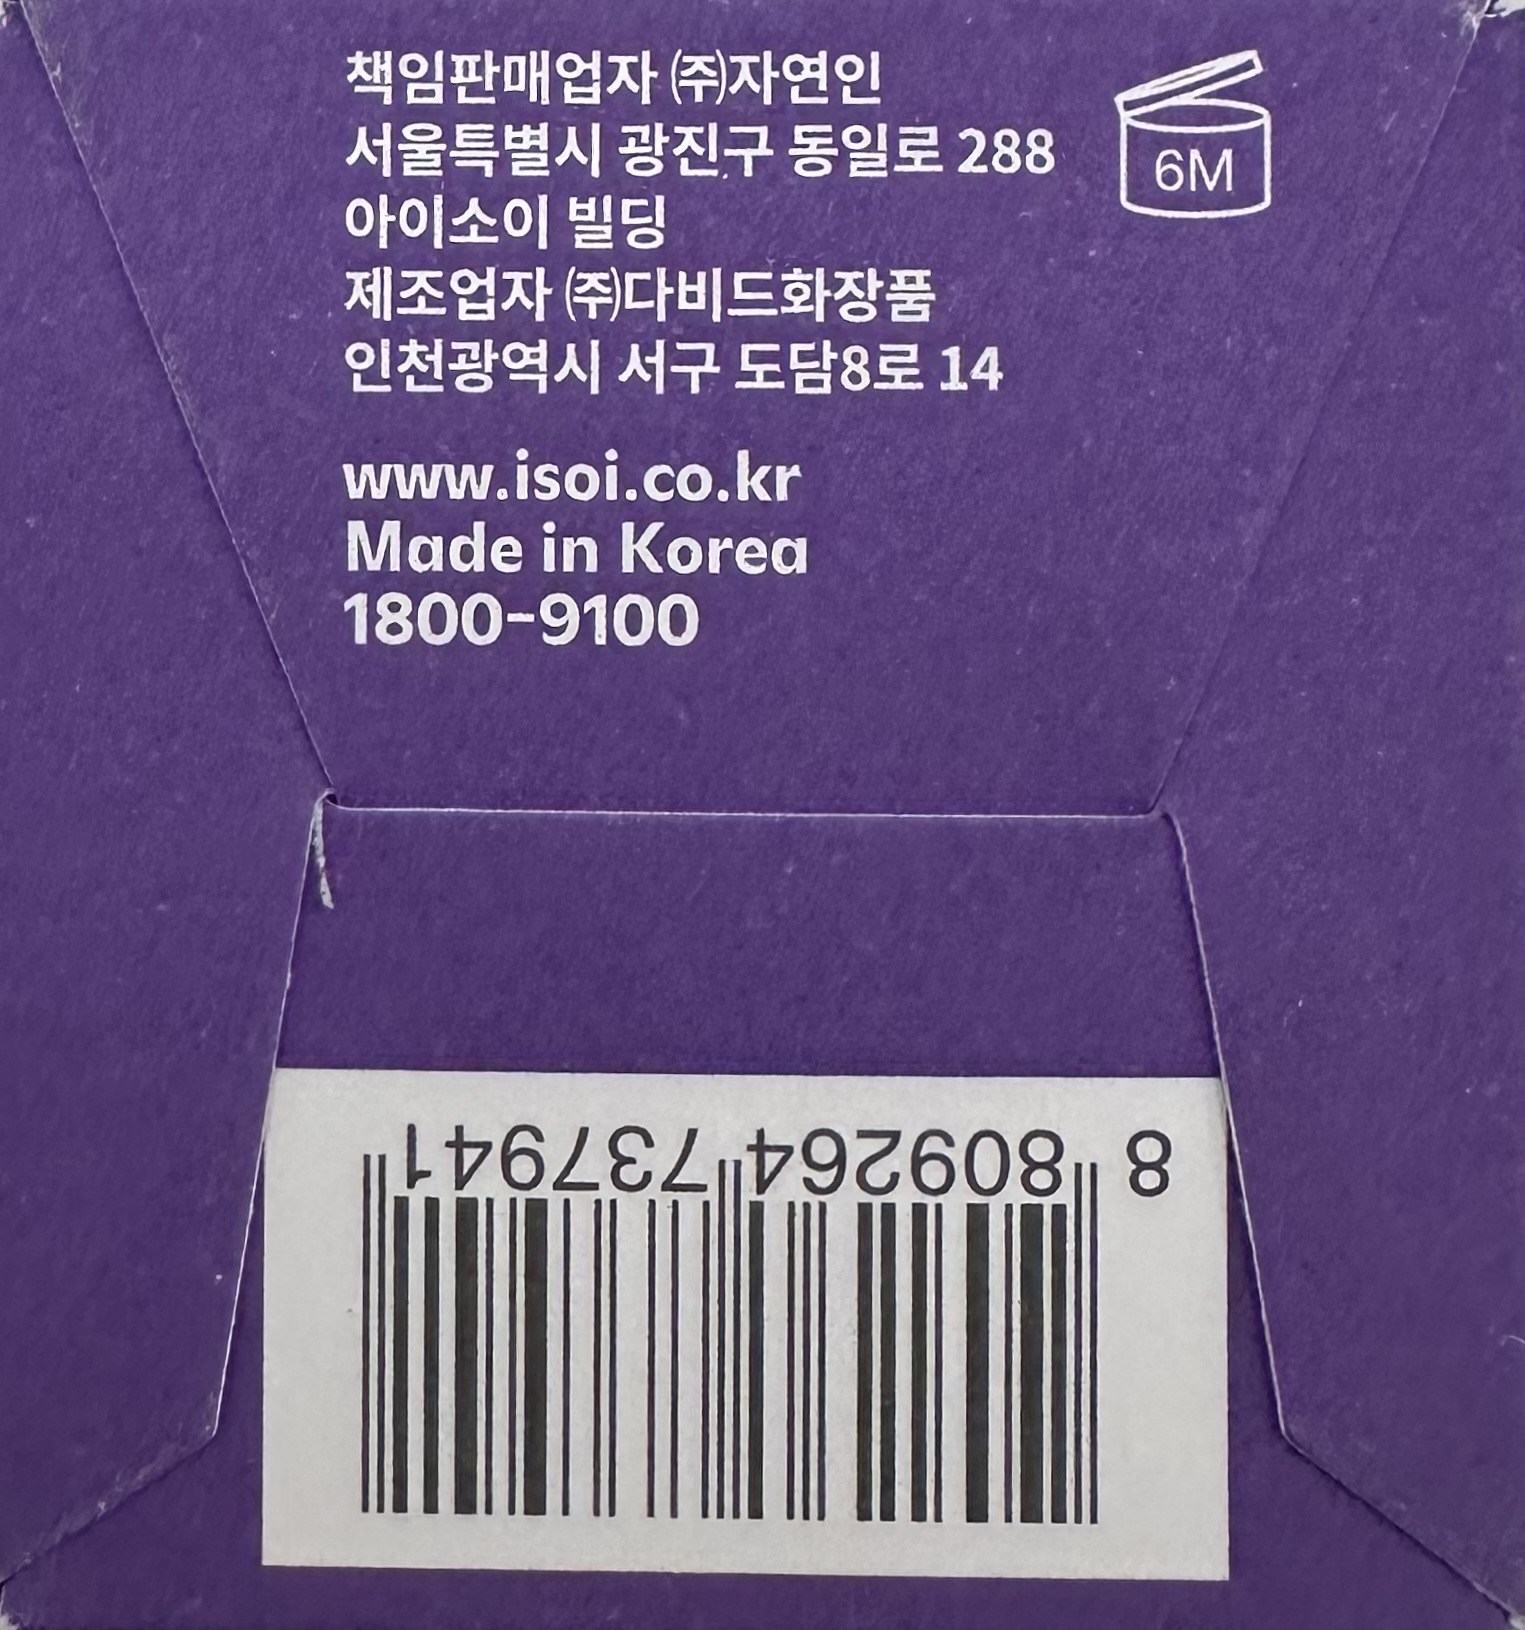 책임판매업자 ㈜자연인
서울특별시 광진구 동일로 288
아이소이 빌딩
제조업자 ㈜다비드화장품
인천광역시 서구 도담8로 14
6M
www.isoi.co.kr
Made in Korea
1800-9100
8 809264 737941